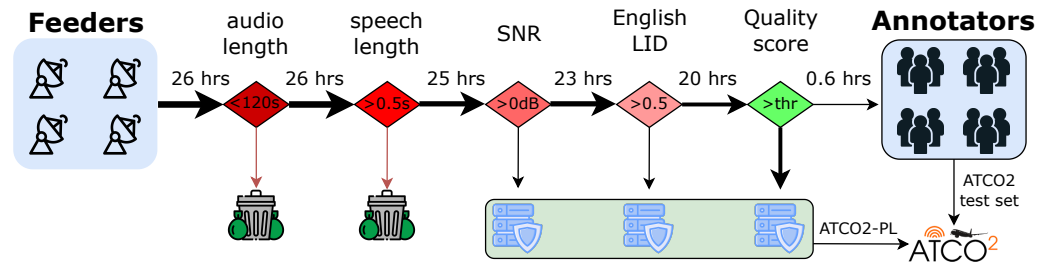 Feeders
audio
length
speech
length
SNR
English
LID
Quality
score
Annotators
26 hrs
26 hrs
25 hrs
23 hrs
20 hrs
0.6 hrs
<120s
>0.5s
>0dB
>0.5
>thr
ATCO2
test set
ATCO2-PL
ATCO²